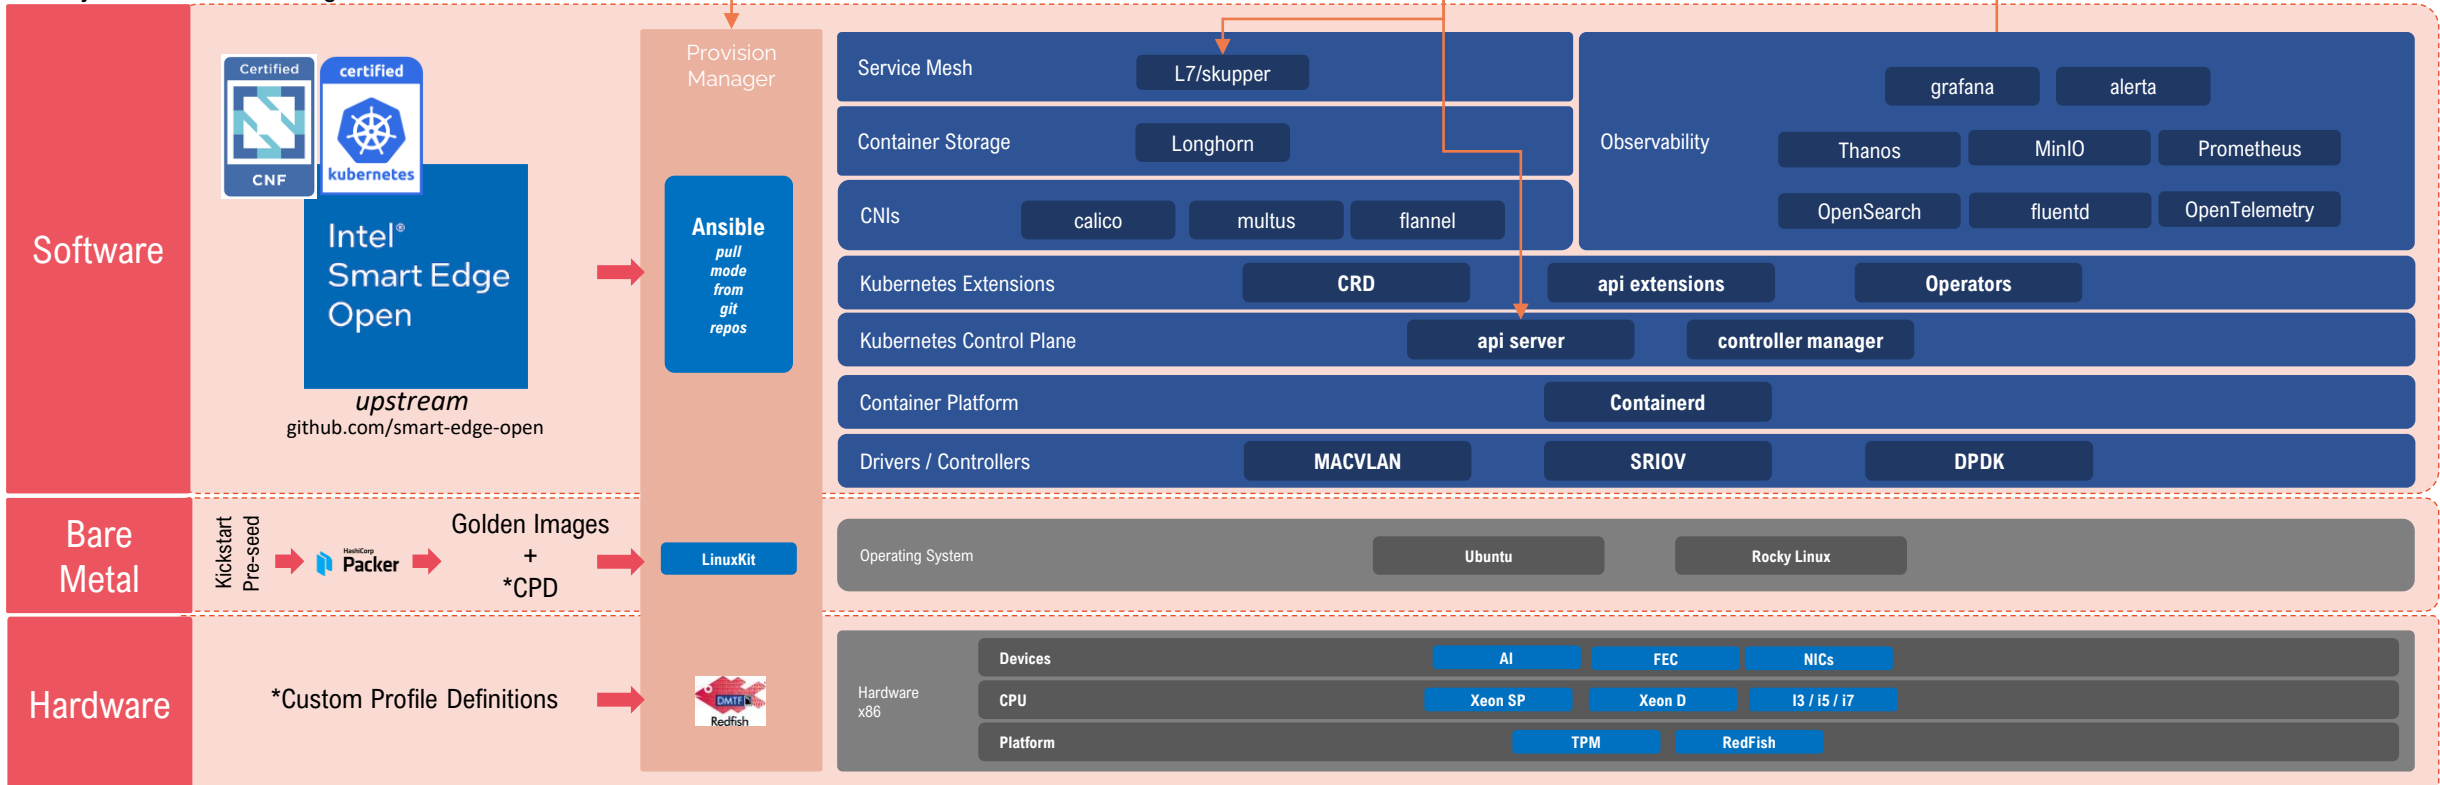 Software
Certified
CNF
certified
kubernetes
Intel®
Smart Edge
Open
upstream
github.com/smart-edge-open
Provision
Manager
Ansible
pull
mode
from
git
repos
Service Mesh
L7/skupper
Container Storage
Longhorn
CNIs
calico
multus
flannel
Observability
grafana
alerta
Thanos
MinIO
Prometheus
OpenSearch
fluentd
OpenTelemetry
Kubernetes Extensions
CRD
api extensions
Operators
Kubernetes Control Plane
api server
controller manager
Container Platform
Containerd
Drivers / Controllers
MACVLAN
SRIOV
DPDK
Bare
Metal
Kickstart
Pre-seed
HashiCorp
Packer
Golden Images
+
*CPD
LinuxKit
Operating System
Ubuntu
Rocky Linux
Hardware
*Custom Profile Definitions
DMTF
Redfish
Hardware
x86
Devices
AI
FEC
NICs
CPU
Xeon SP
Xeon D
I3 / i5 / i7
Platform
TPM
RedFish